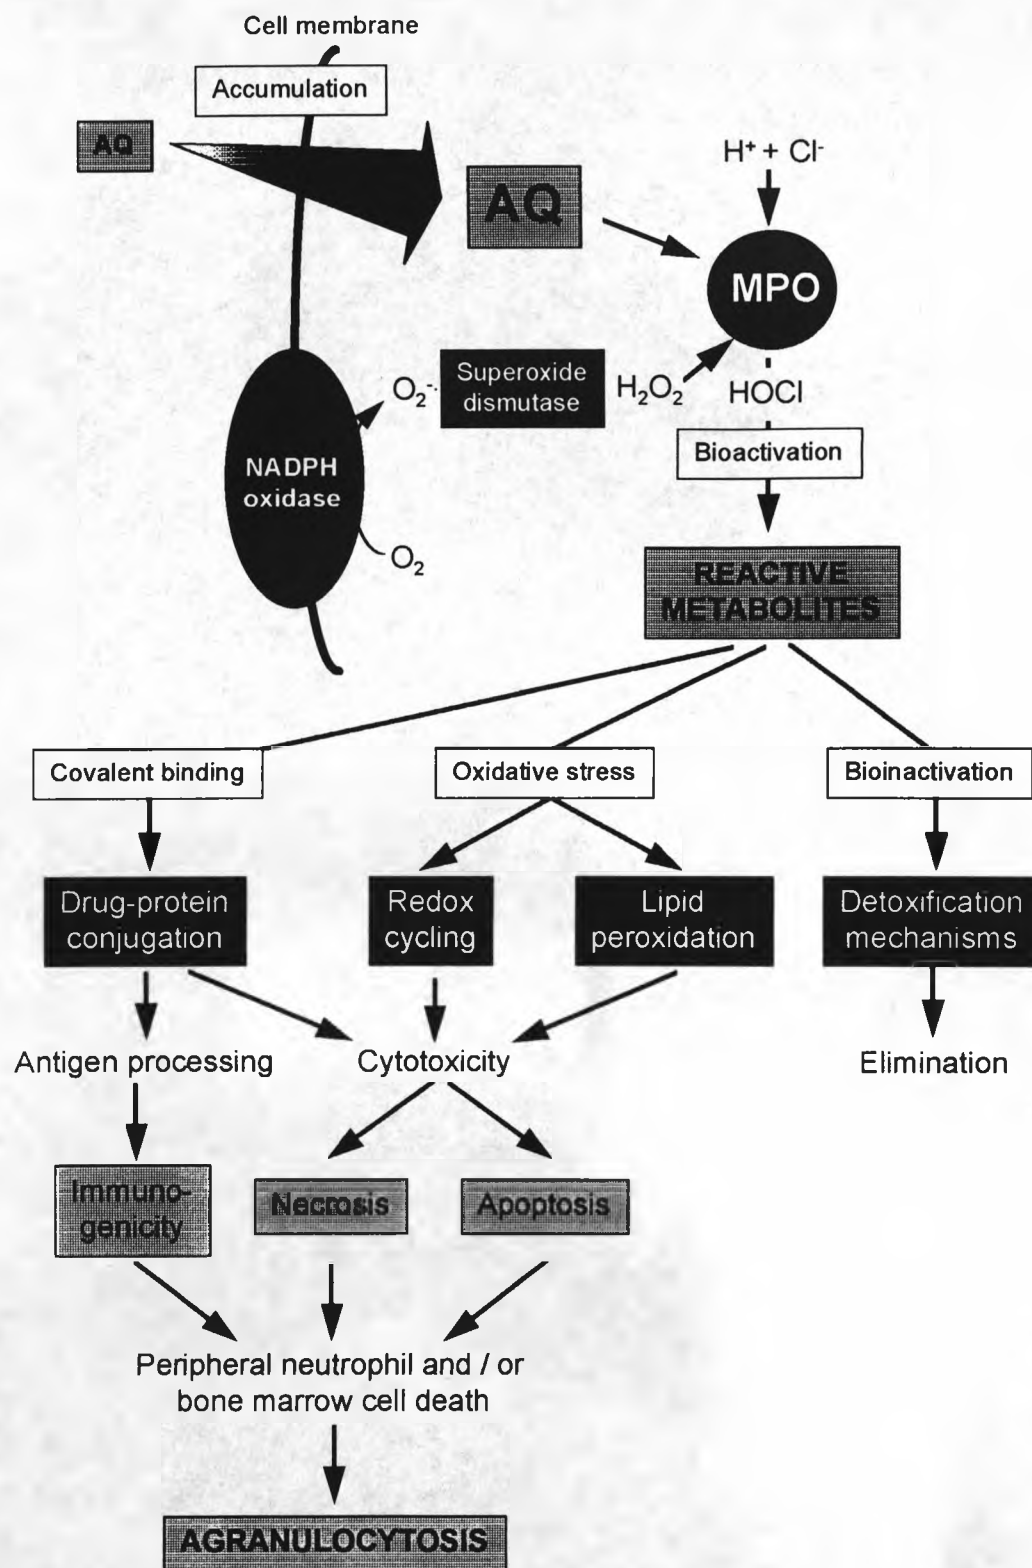 Cell membrane
Accumulation
AQ
AQ
H⁺ + Cl⁻
MPO
O₂⁻·
Superoxide
dismutase
H₂O₂
HOCl
NADPH
oxidase
Bioactivation
O₂
REACTIVE
METABOLITES
Covalent binding
Oxidative stress
Bioinactivation
Drug-protein
conjugation
Redox
cycling
Lipid
peroxidation
Detoxification
mechanisms
Antigen processing
Cytotoxicity
Elimination
Immuno-
genicity
Necrosis
Apoptosis
Peripheral neutrophil and / or
bone marrow cell death
AGRANULOCYTOSIS